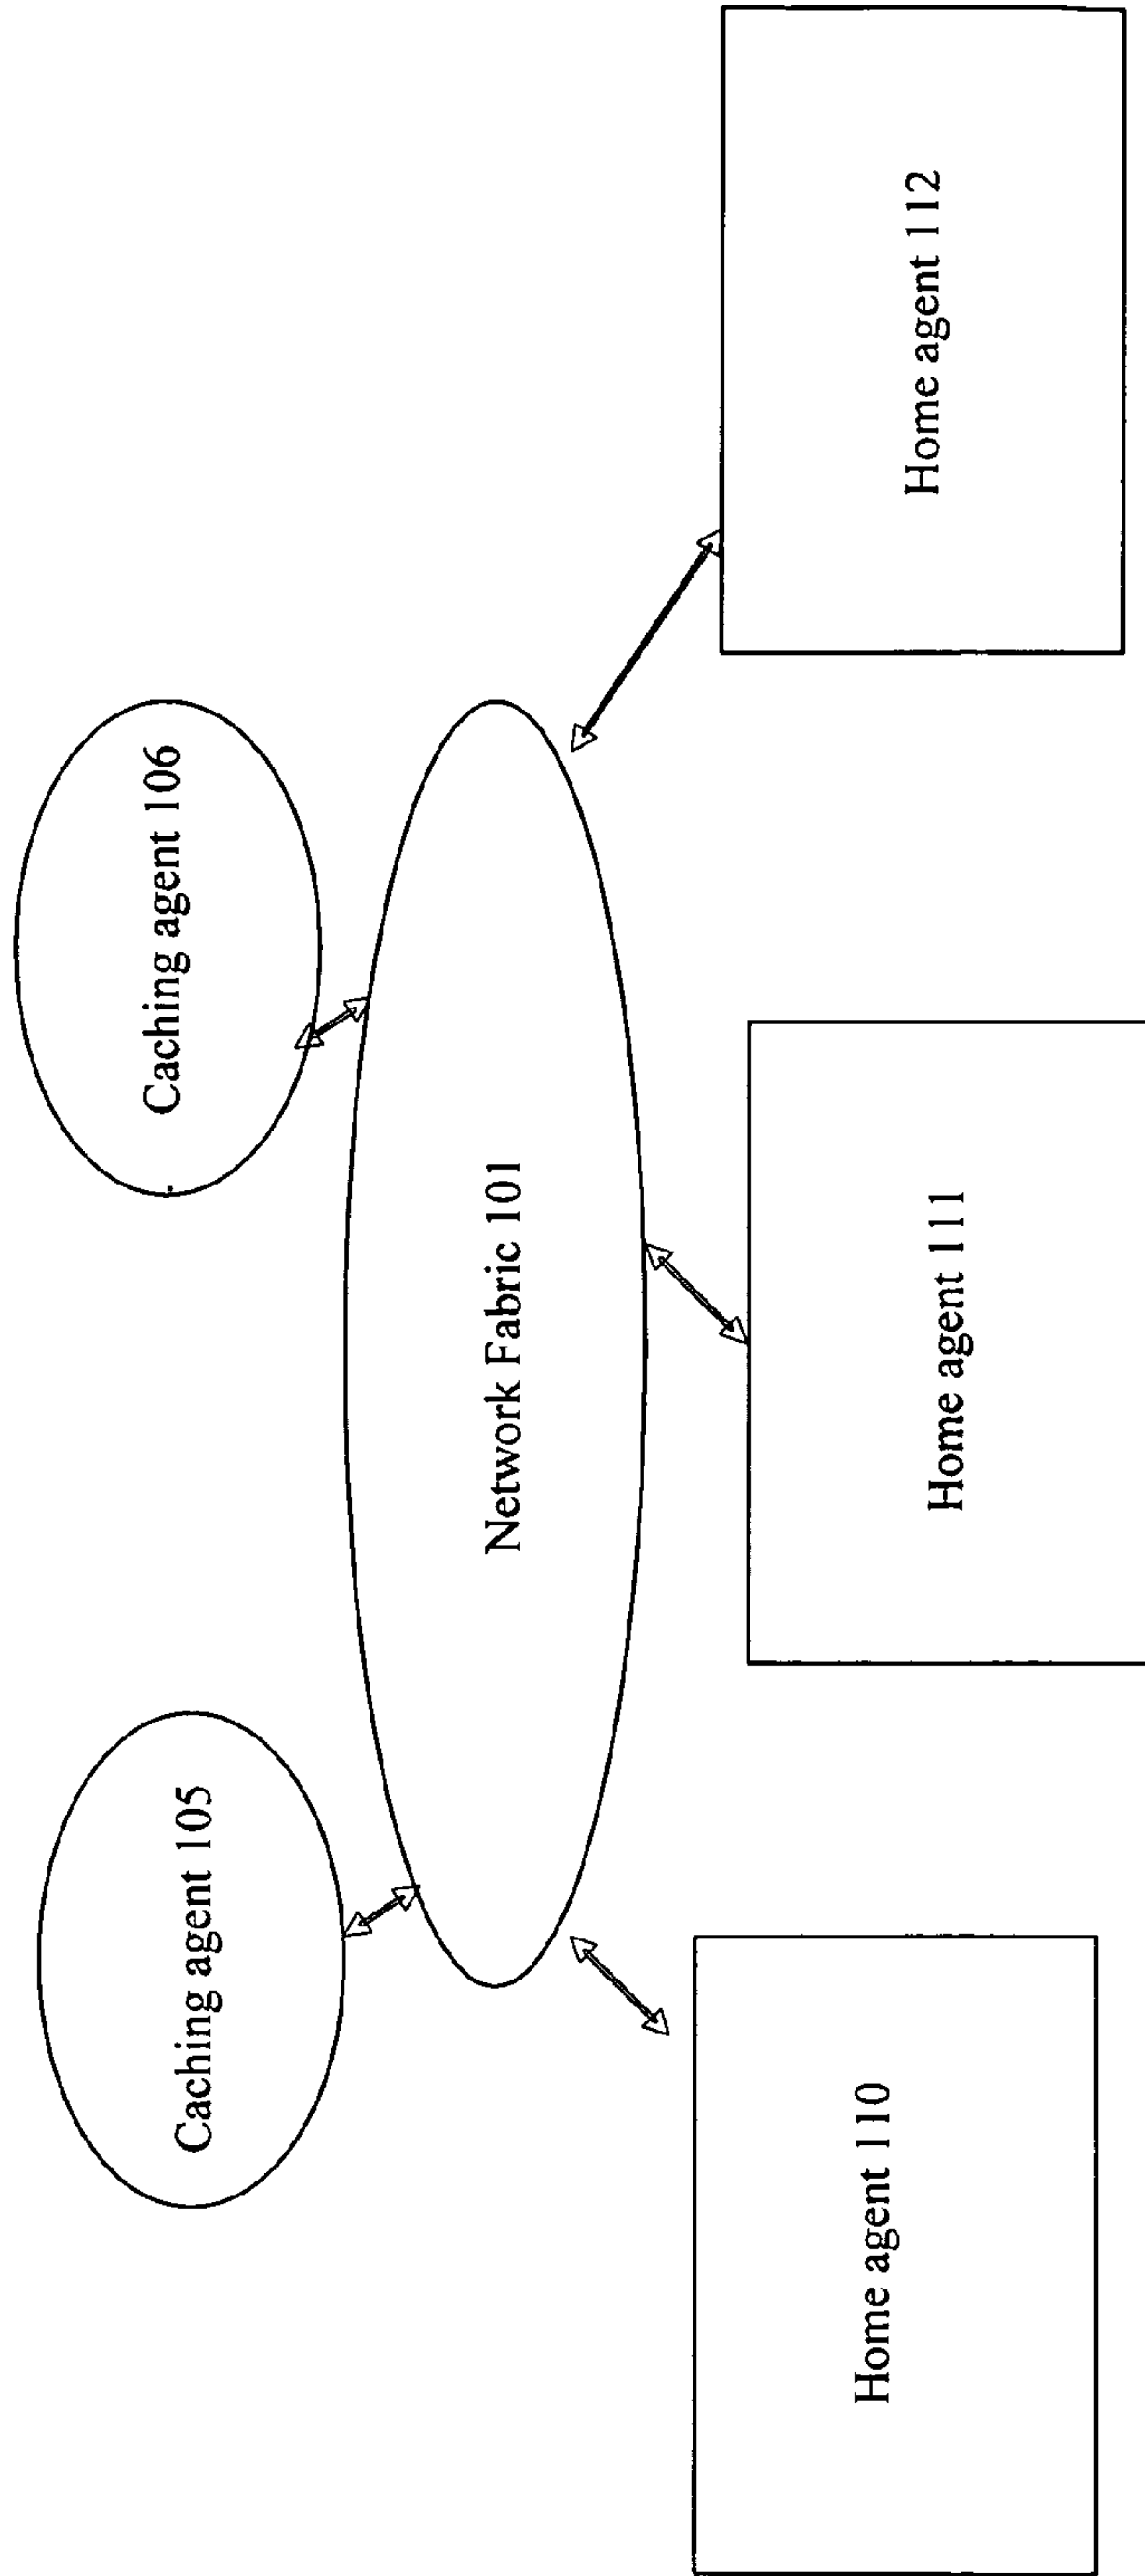 Caching agent 105
Caching agent 106
Network Fabric 101
Home agent 110
Home agent 111
Home agent 112